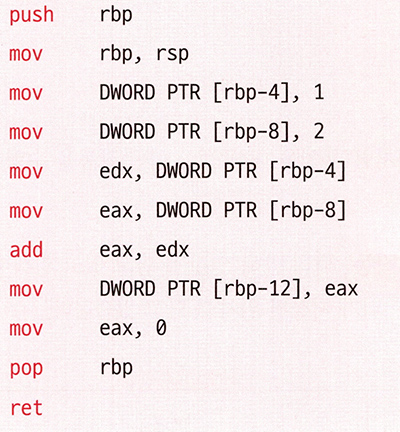 push rbp
mov rbp, rsp
mov DWORD PTR [rbp-4], 1
mov DWORD PTR [rbp-8], 2
mov edx, DWORD PTR [rbp-4]
mov eax, DWORD PTR [rbp-8]
add eax, edx
mov DWORD PTR [rbp-12], eax
mov eax, 0
pop rbp
ret